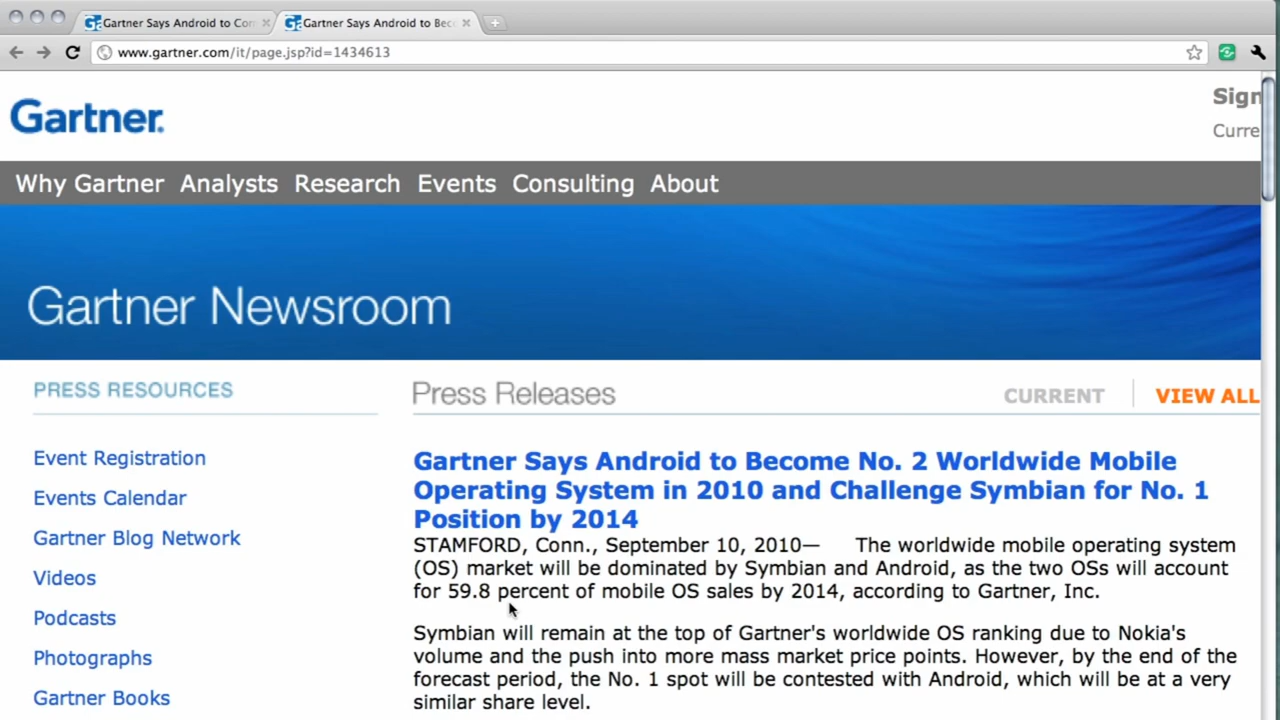 Gartner Says Android to Con
Gartner Says Android to Bec
www.gartner.com/it/page.jsp?id=1434613
Gartner.
Sign
Curre
Why Gartner Analysts Research Events Consulting About
Gartner Newsroom
PRESS RESOURCES
Event Registration
Events Calendar
Gartner Blog Network
Videos
Podcasts
Photographs
Gartner Books
Press Releases
CURRENT
VIEW ALL
Gartner Says Android to Become No. 2 Worldwide Mobile
Operating System in 2010 and Challenge Symbian for No. 1
Position by 2014
STAMFORD, Conn., September 10, 2010— The worldwide mobile operating system
(OS) market will be dominated by Symbian and Android, as the two OSs will account
for 59.8 percent of mobile OS sales by 2014, according to Gartner, Inc.
Symbian will remain at the top of Gartner's worldwide OS ranking due to Nokia's
volume and the push into more mass market price points. However, by the end of the
forecast period, the No. 1 spot will be contested with Android, which will be at a very
similar share level.